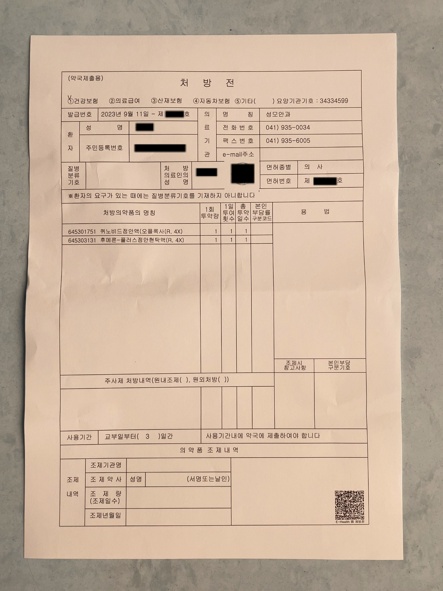 (약국제출용)
처 방 전
①건강보험 ②의료급여 ③산재보험 ④자동차보험 ⑤기타( ) 요양기관기호 : 34334599
발급번호 2023년 9월 11일 - 제
환 자
성 명
주민등록번호
의 료 기 관
명 칭 성모안과
전화번호 041) 935-0034
팩스번호 041) 935-6005
e-mail주소
질병 분류 기호
처 방 의료인의 성 명
면허종별 의 사
면허번호 제
※환자의 요구가 있는 때에는 질병분류기호를 기재하지 아니합니다
처방의약품의 명칭 1회 투약량 1일 투여 횟수 총 투약 일수 본인 부담률 구분코드 용 법
645301751 퀴노비드점안액(오플록사(R, 4X) 1 1 1
645303131 후메론-플러스점안현탁액(R, 4X) 1 1 1
조제시 참고사항
본인부담 구분기호
주사제 처방내역(원내조제( ), 원외처방( ))
사용기간 교부일부터( 3 )일간 사용기간내에 약국에 제출하여야 합니다
의 약 품 조 제 내 역
조제 내역
조제기관명
조 제 약 사 성명 (서명또는날인)
조 제 량
(조제일수)
조제년월일